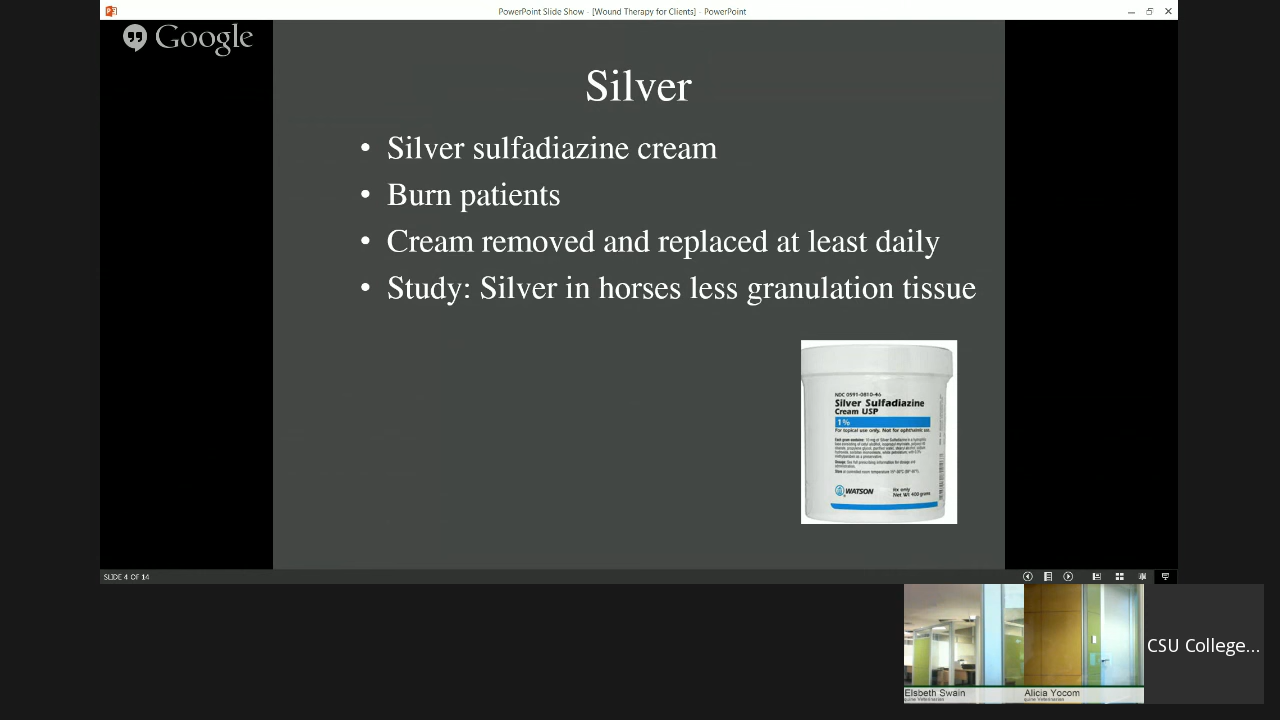 PowerPoint Slide Show - [Wound Therapy for Clients] - PowerPoint
Google
Silver
• Silver sulfadiazine cream
• Burn patients
• Cream removed and replaced at least daily
• Study: Silver in horses less granulation tissue
NDC 0591-0810-46
Silver Sulfadiazine
Cream USP
1%
For topical use only. Not for ophthalmic use.
WATSON
Rx only
Net Wt 400 grams
SLIDE 4 OF 14
CSU College...
Elsbeth Swain
Alicia Yocom